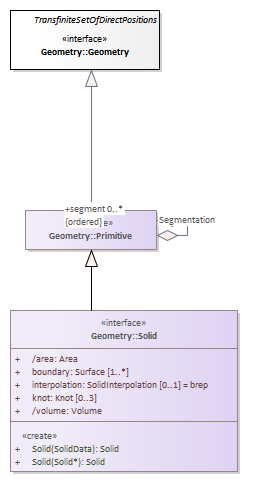 TransfiniteSetOfDirectPositions
«interface»
Geometry::Geometry
+segment 0..*
{ordered} e»
Segmentation
Geometry::Primitive
«interface»
Geometry::Solid
+ /area: Area
+ boundary: Surface [1..*]
+ interpolation: SolidInterpolation [0..1] = brep
+ knot: Knot [0..3]
+ /volume: Volume
«create»
+ Solid(SolidData): Solid
+ Solid(Solid*): Solid